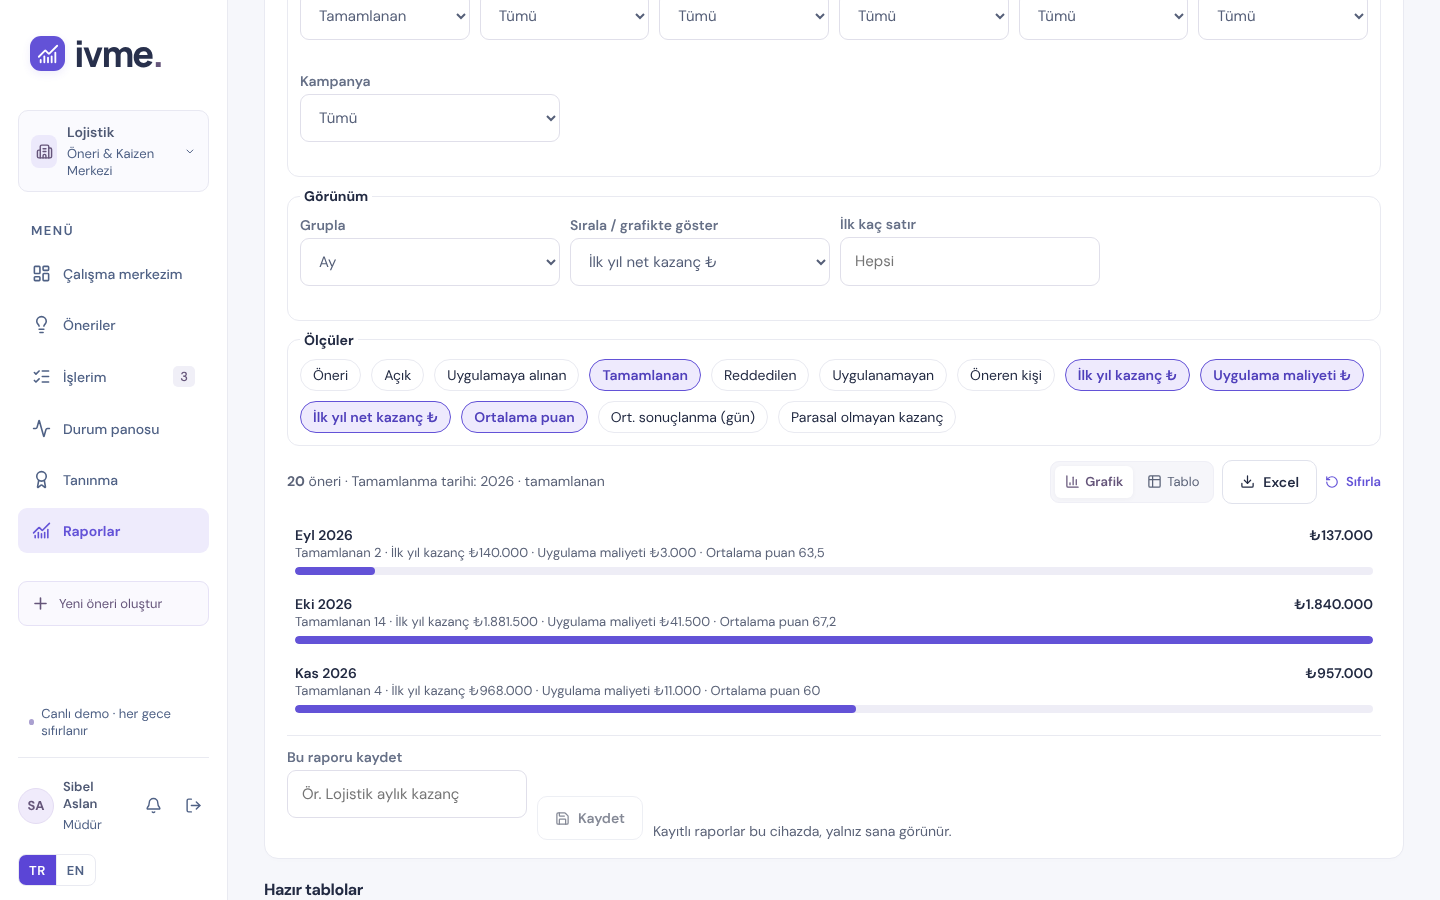 ivme.
Lojistik
Öneri & Kaizen
Merkezi
MENÜ
Çalışma merkezim
Öneriler
İşlerim 3
Durum panosu
Tanınma
Raporlar
Yeni öneri oluştur
Canlı demo · her gece
sıfırlanır
SA
Sibel
Aslan
Müdür
TR EN
Tamamlanan Tümü Tümü Tümü Tümü Tümü
Kampanya
Tümü
Görünüm
Grupla Sırala / grafikte göster İlk kaç satır
Ay İlk yıl net kazanç ₺ Hepsi
Ölçüler
Öneri Açık Uygulamaya alınan Tamamlanan Reddedilen Uygulanamayan Öneren kişi İlk yıl kazanç ₺ Uygulama maliyeti ₺
İlk yıl net kazanç ₺ Ortalama puan Ort. sonuçlanma (gün) Parasal olmayan kazanç
20 öneri · Tamamlanma tarihi: 2026 · tamamlanan Grafik Tablo Excel Sıfırla
Eyl 2026 ₺137.000
Tamamlanan 2 · İlk yıl kazanç ₺140.000 · Uygulama maliyeti ₺3.000 · Ortalama puan 63,5
Eki 2026 ₺1.840.000
Tamamlanan 14 · İlk yıl kazanç ₺1.881.500 · Uygulama maliyeti ₺41.500 · Ortalama puan 67,2
Kas 2026 ₺957.000
Tamamlanan 4 · İlk yıl kazanç ₺968.000 · Uygulama maliyeti ₺11.000 · Ortalama puan 60
Bu raporu kaydet
Ör. Lojistik aylık kazanç
Kaydet
Kayıtlı raporlar bu cihazda, yalnız sana görünür.
Hazır tablolar